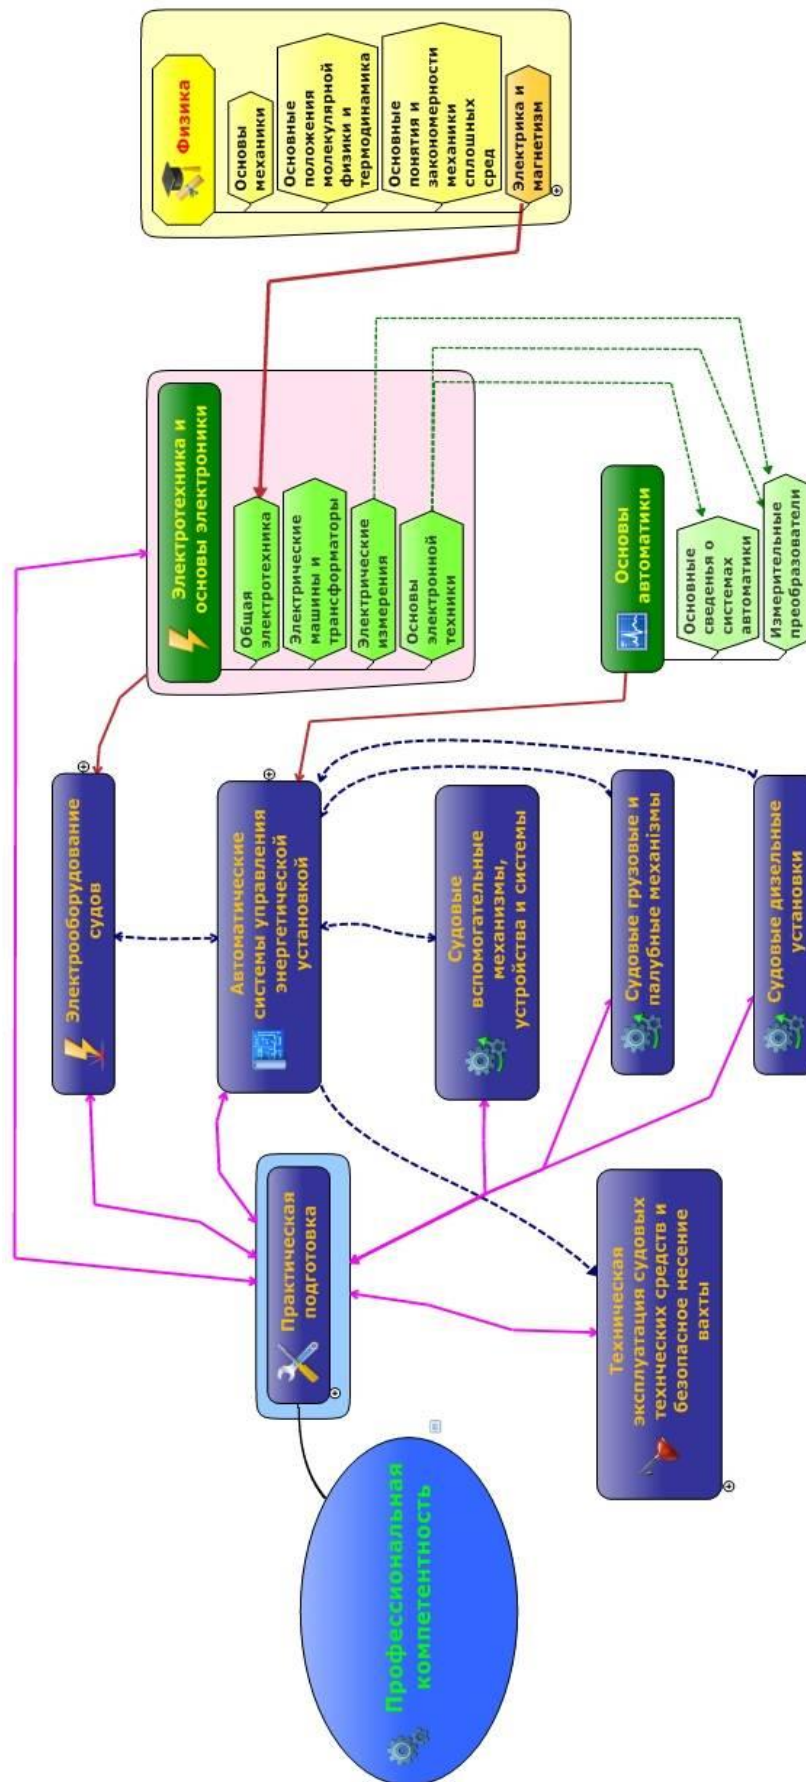 Профессиональная
компетентность
Практическая
подготовка
Техническая
эксплуатация судовых
технческих средств и
безопасное несение
вахты
Электрооборудование
судов
Автоматические
системы управления
энергетической
установкой
Судовые
вспомогательные
механизмы,
устройства и системы
Судовые грузовые и
палубные механізмы
Судовые дизельные
установки
Электротехника и
основы электроники
Общая
электротехника
Электрические
машины и
трансформаторы
Электрические
измерения
Основы
электронной
техники
Основы
автоматики
Основные
сведенья о
системах
автоматики
Измерительные
преобразователи
Физика
Основы
механики
Основные
положения
молекулярной
физики и
термодинамика
Основные
понятия и
закономерности
механики
сплошных
сред
Электрика и
магнетизм